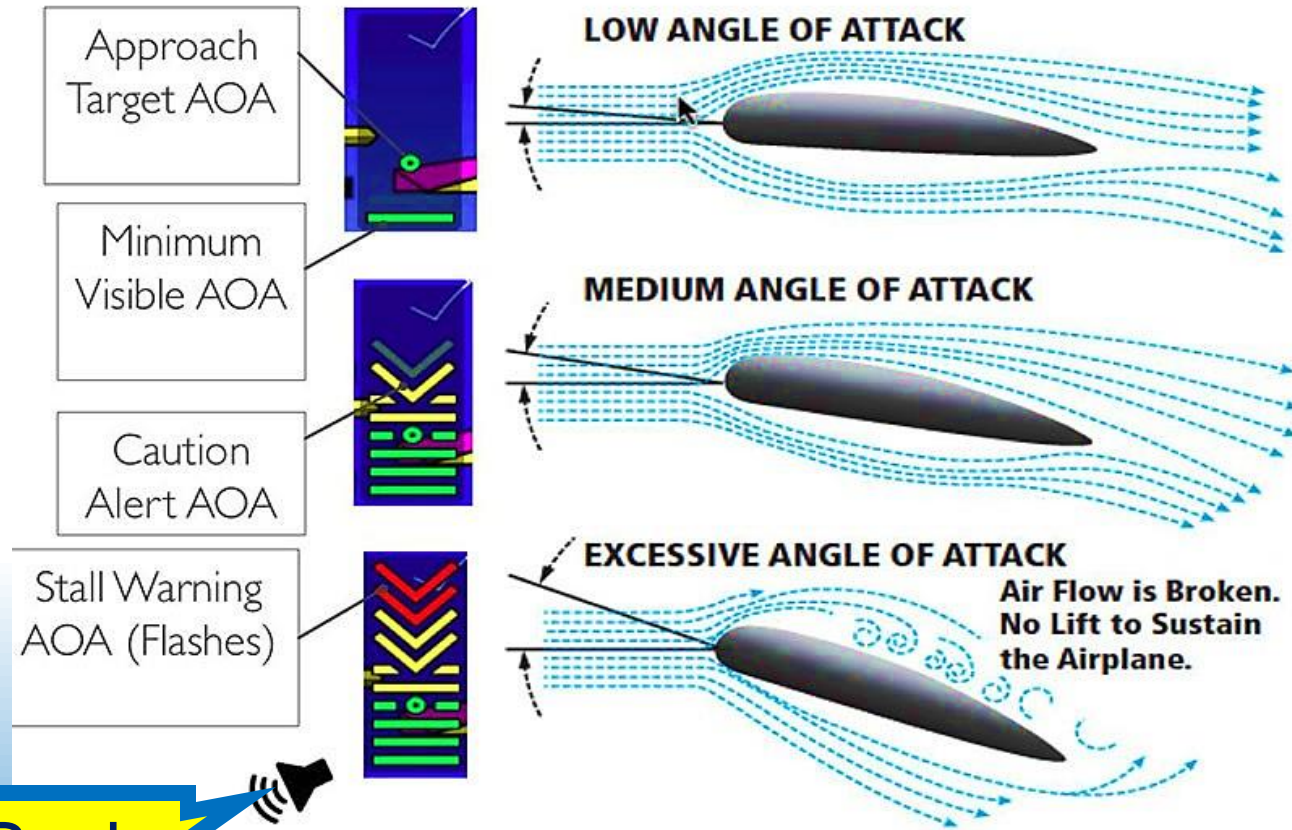 Approach
Target AOA
Minimum
Visible AOA
Caution
Alert AOA
Stall Warning
AOA (Flashes)
LOW ANGLE OF ATTACK
MEDIUM ANGLE OF ATTACK
EXCESSIVE ANGLE OF ATTACK
Air Flow is Broken.
No Lift to Sustain
the Airplane.